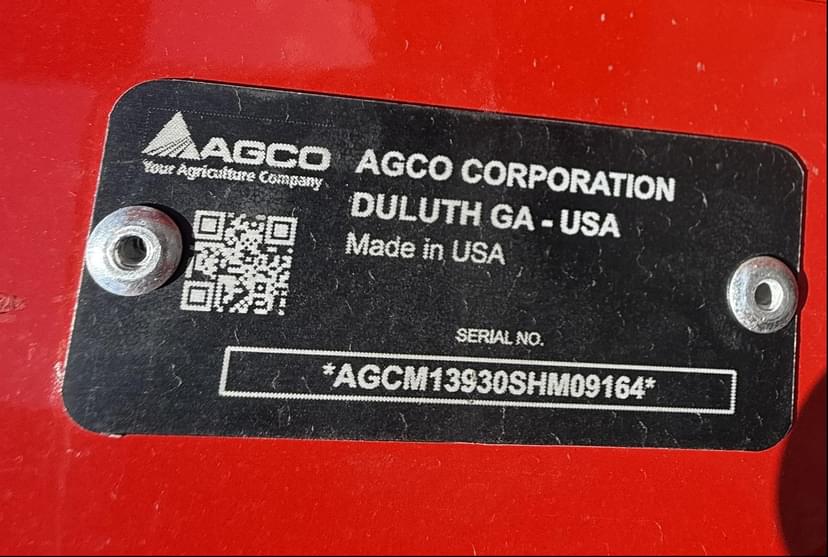 AGCO
Your Agriculture Company
AGCO CORPORATION
DULUTH GA - USA
Made in USA
SERIAL NO.
*AGCM13930SHM09164*